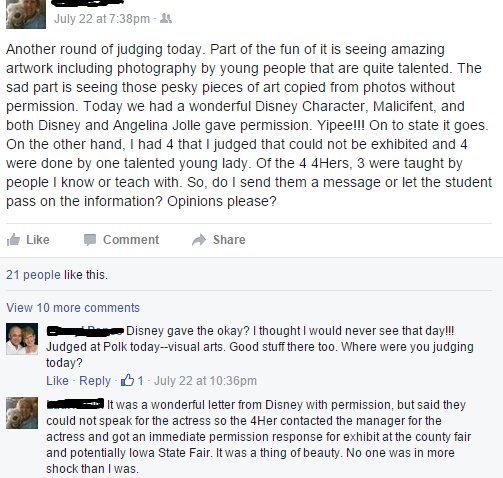 July 22 at 7:38pm ·
Another round of judging today. Part of the fun of it is seeing amazing
artwork including photography by young people that are quite talented. The
sad part is seeing those pesky pieces of art copied from photos without
permission. Today we had a wonderful Disney Character, Malicifent, and
both Disney and Angelina Jolle gave permission. Yipee!!! On to state it goes.
On the other hand, I had 4 that I judged that could not be exhibited and 4
were done by one talented young lady. Of the 4 4Hers, 3 were taught by
people I know or teach with. So, do I send them a message or let the student
pass on the information? Opinions please?
Like Comment Share
21 people like this.
View 10 more comments
Disney gave the okay? I thought I would never see that day!!!
Judged at Polk today--visual arts. Good stuff there too. Where were you judging
today?
Like · Reply · 1 · July 22 at 10:36pm
It was a wonderful letter from Disney with permission, but said they
could not speak for the actress so the 4Her contacted the manager for the
actress and got an immediate permission response for exhibit at the county fair
and potentially Iowa State Fair. It was a thing of beauty. No one was in more
shock than I was.